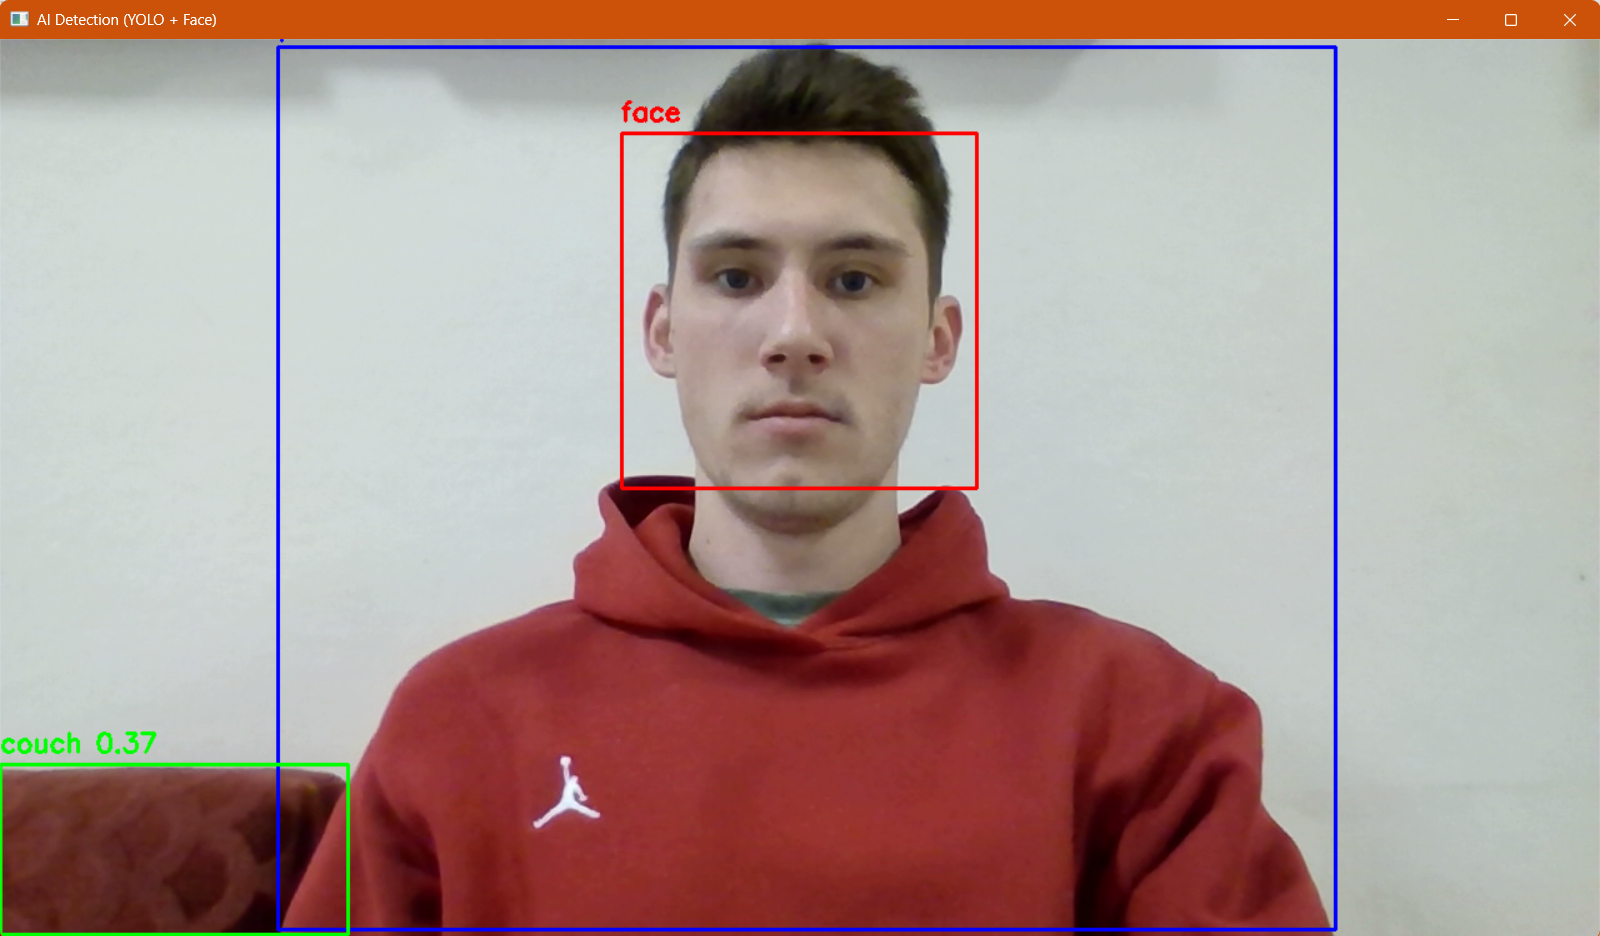 AI Detection (YOLO + Face)
face
couch 0.37